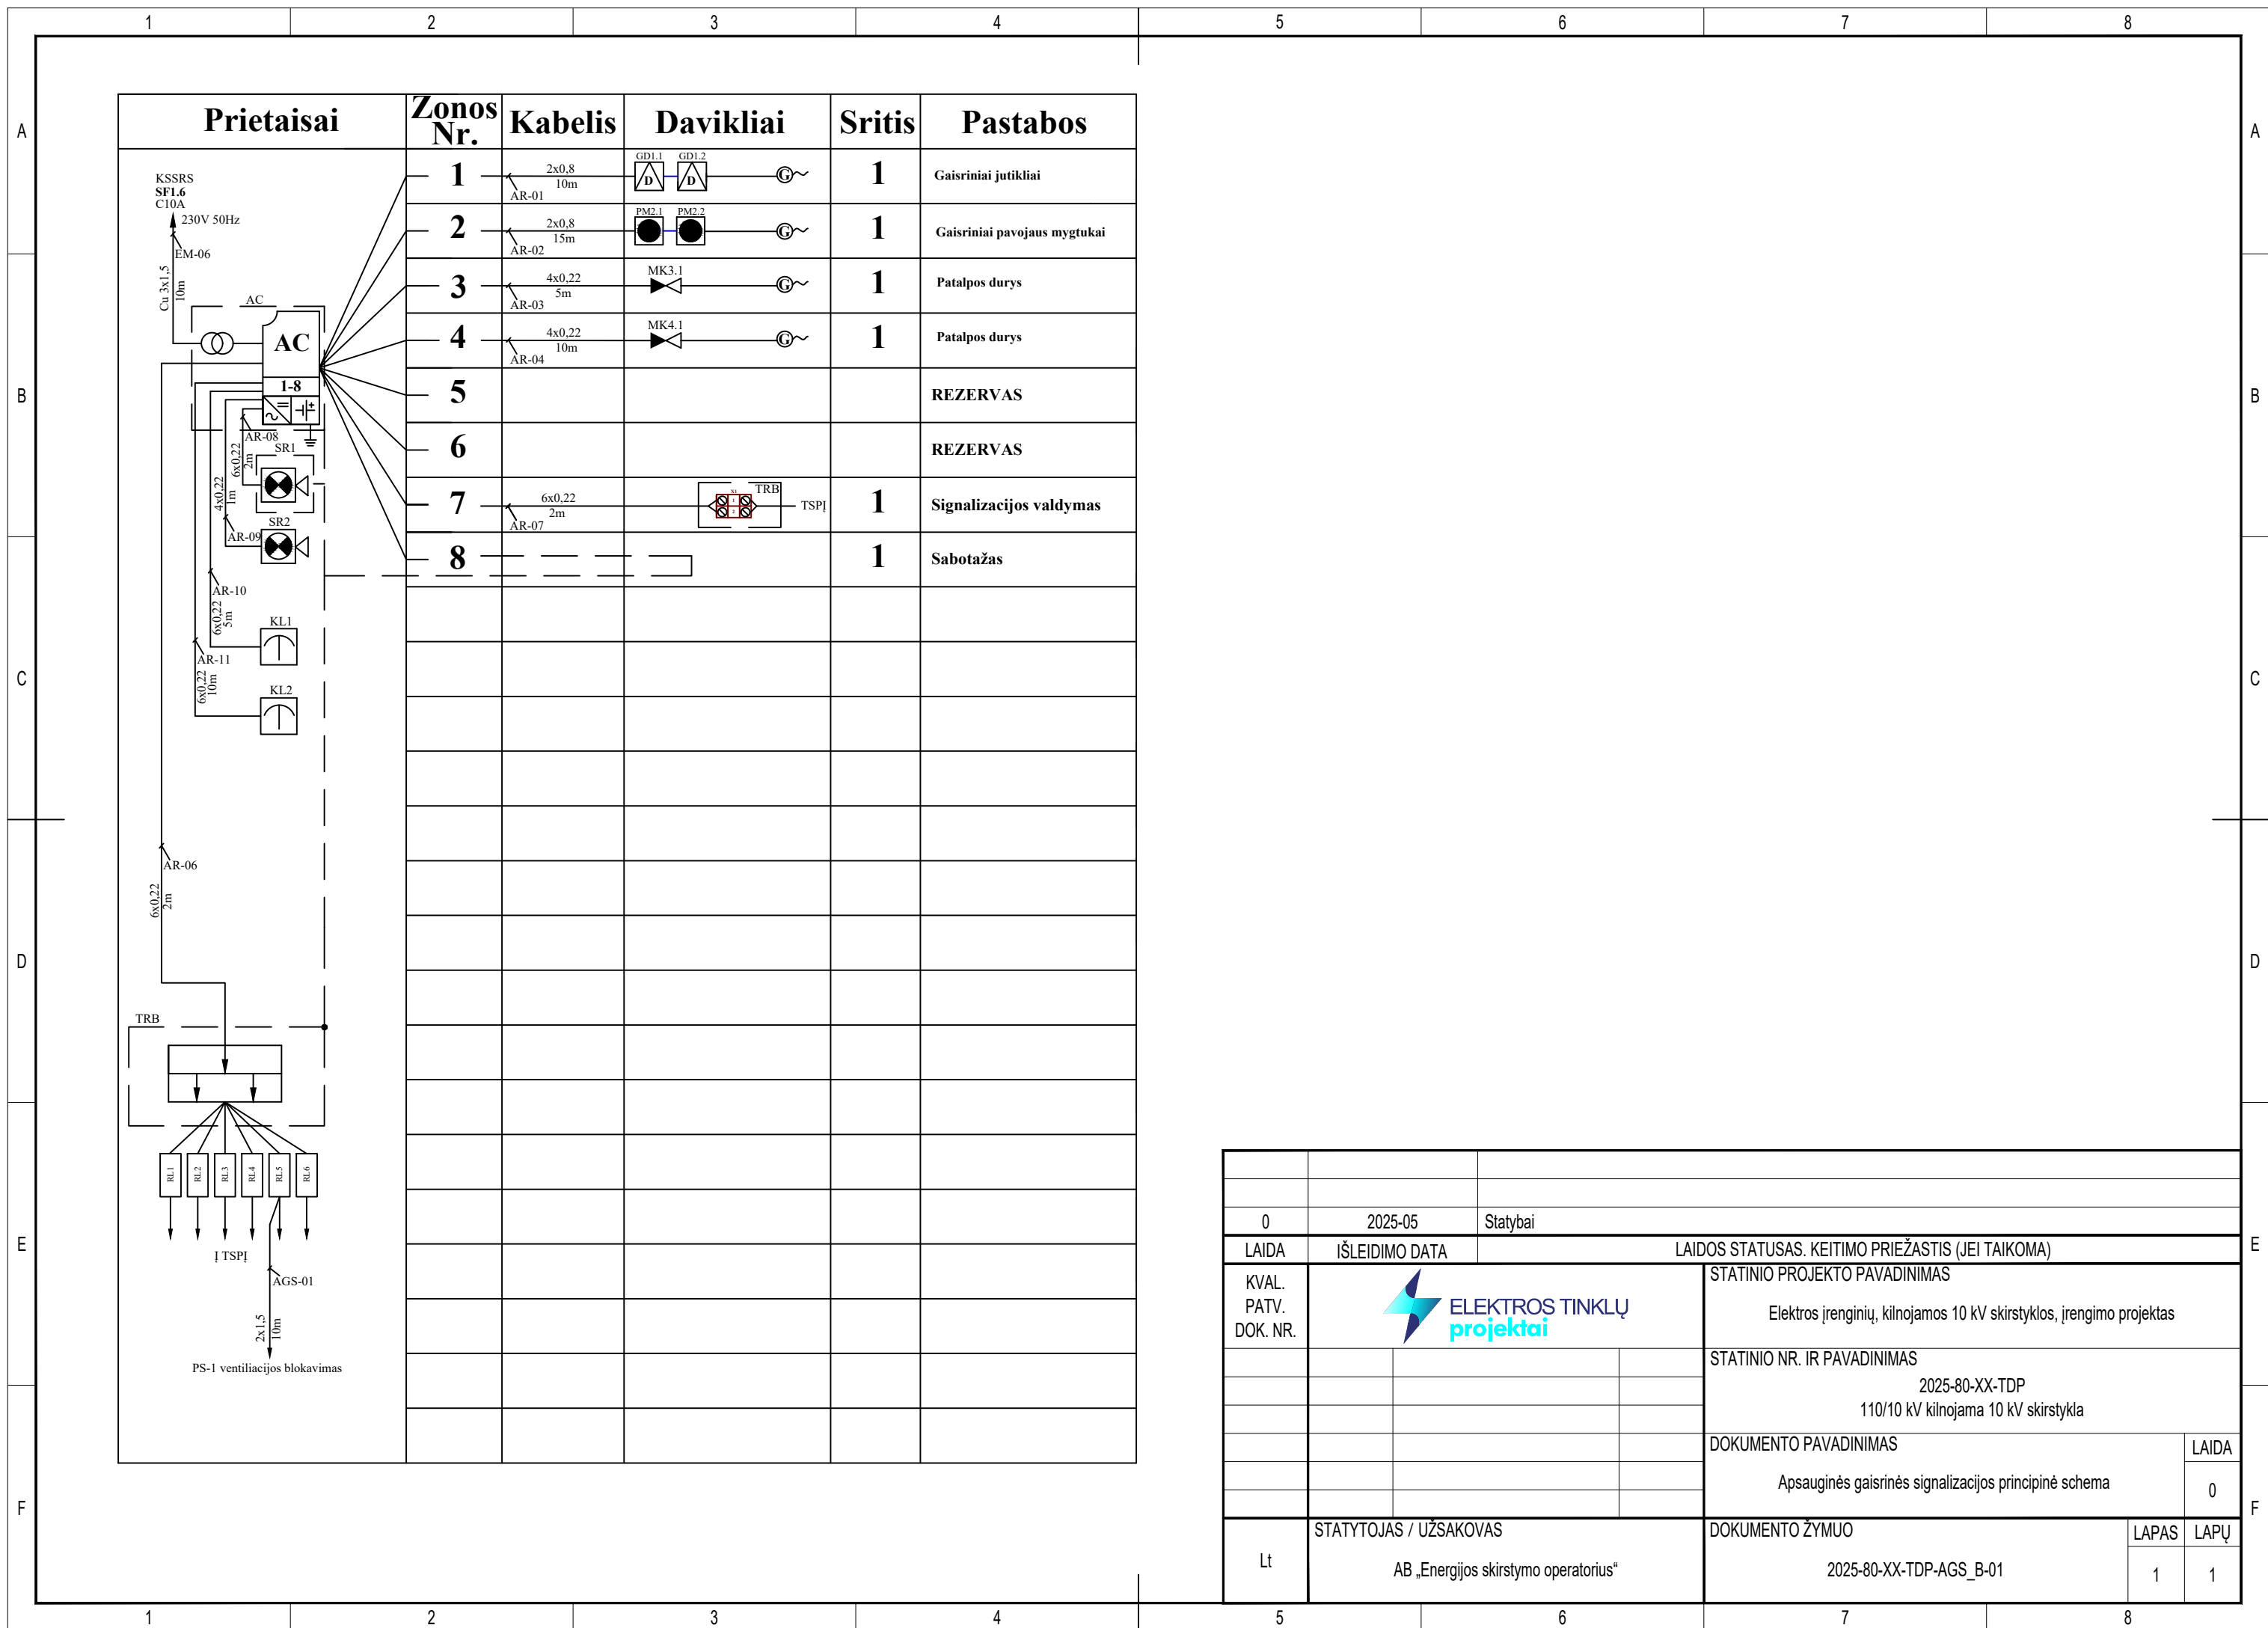 1 2 3 4 5 6 7 8
A A
B B
C C
D D
E E
F F
Prietaisai
Zonos
Nr.
Kabelis
Davikliai
Sritis
Pastabos
KSSRS
SF1.6
C10A
230V 50Hz
EM-06
Cu 3x1,5
10m
AC
AC
1-8
AR-08
6x0,22
2m
SR1
4x0,22
1m
AR-09
SR2
AR-10
6x0,22
5m
KL1
AR-11
6x0,22
10m
KL2
AR-06
6x0,22
2m
TRB
RL1 RL2 RL3 RL4 RL5 RL6
Į TSPĮ
AGS-01
2x1,5
10m
PS-1 ventiliacijos blokavimas
1
2x0,8
10m
AR-01
GD1.1 GD1.2
D D
G
1
Gaisriniai jutikliai
2
2x0,8
15m
AR-02
PM2.1 PM2.2
G
1
Gaisriniai pavojaus mygtukai
3
4x0,22
5m
AR-03
MK3.1
G
1
Patalpos durys
4
4x0,22
10m
AR-04
MK4.1
G
1
Patalpos durys
5
REZERVAS
6
REZERVAS
7
6x0,22
2m
AR-07
X1
1
2
TRB
TSPĮ
1
Signalizacijos valdymas
8
1
Sabotažas
0 2025-05 Statybai
LAIDA IŠLEIDIMO DATA LAIDOS STATUSAS. KEITIMO PRIEŽASTIS (JEI TAIKOMA)
KVAL.
PATV.
DOK. NR.
ELEKTROS TINKLŲ
projektai
STATINIO PROJEKTO PAVADINIMAS
Elektros įrenginių, kilnojamos 10 kV skirstyklos, įrengimo projektas
STATINIO NR. IR PAVADINIMAS
2025-80-XX-TDP
110/10 kV kilnojama 10 kV skirstykla
DOKUMENTO PAVADINIMAS
Apsauginės gaisrinės signalizacijos principinė schema
LAIDA
0
Lt
STATYTOJAS / UŽSAKOVAS
AB „Energijos skirstymo operatorius“
DOKUMENTO ŽYMUO
2025-80-XX-TDP-AGS_B-01
LAPAS LAPŲ
1 1
1 2 3 4 5 6 7 8